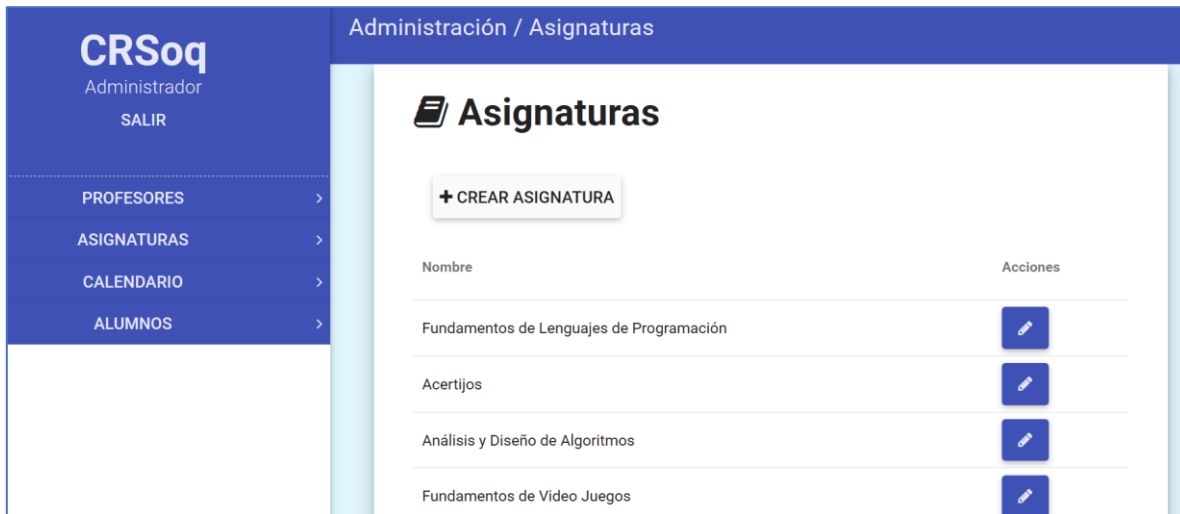 CRSoq
Administrador
SALIR
PROFESORES
ASIGNATURAS
CALENDARIO
ALUMNOS
Administración / Asignaturas
Asignaturas
+ CREAR ASIGNATURA
Nombre Acciones
Fundamentos de Lenguajes de Programación
Acertijos
Análisis y Diseño de Algoritmos
Fundamentos de Video Juegos